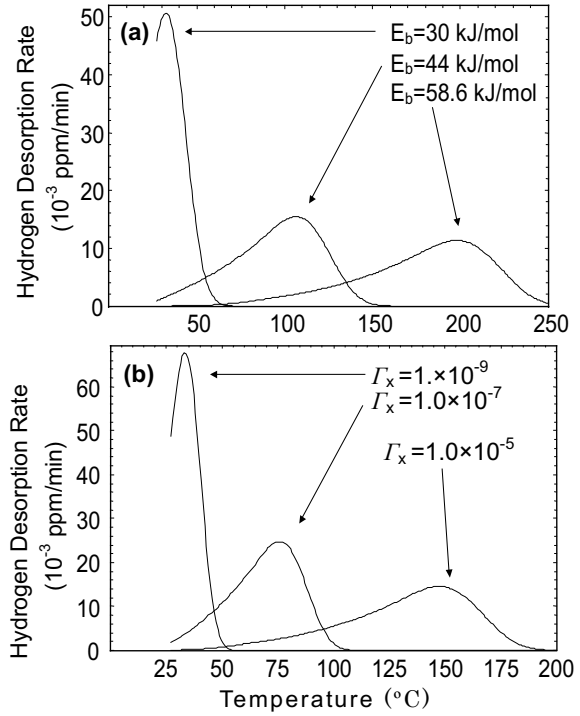 (a)
E_b=30 kJ/mol
E_b=44 kJ/mol
E_b=58.6 kJ/mol
Hydrogen Desorption Rate
(10⁻³ ppm/min)
50
40
30
20
10
0
50 100 150 200 250
(b)
Γ_x=1.×10⁻⁹
Γ_x=1.0×10⁻⁷
Γ_x=1.0×10⁻⁵
Hydrogen Desorption Rate
(10⁻³ ppm/min)
60
50
40
30
20
10
0
25 50 75 100 125 150 175 200
Temperature (°C)